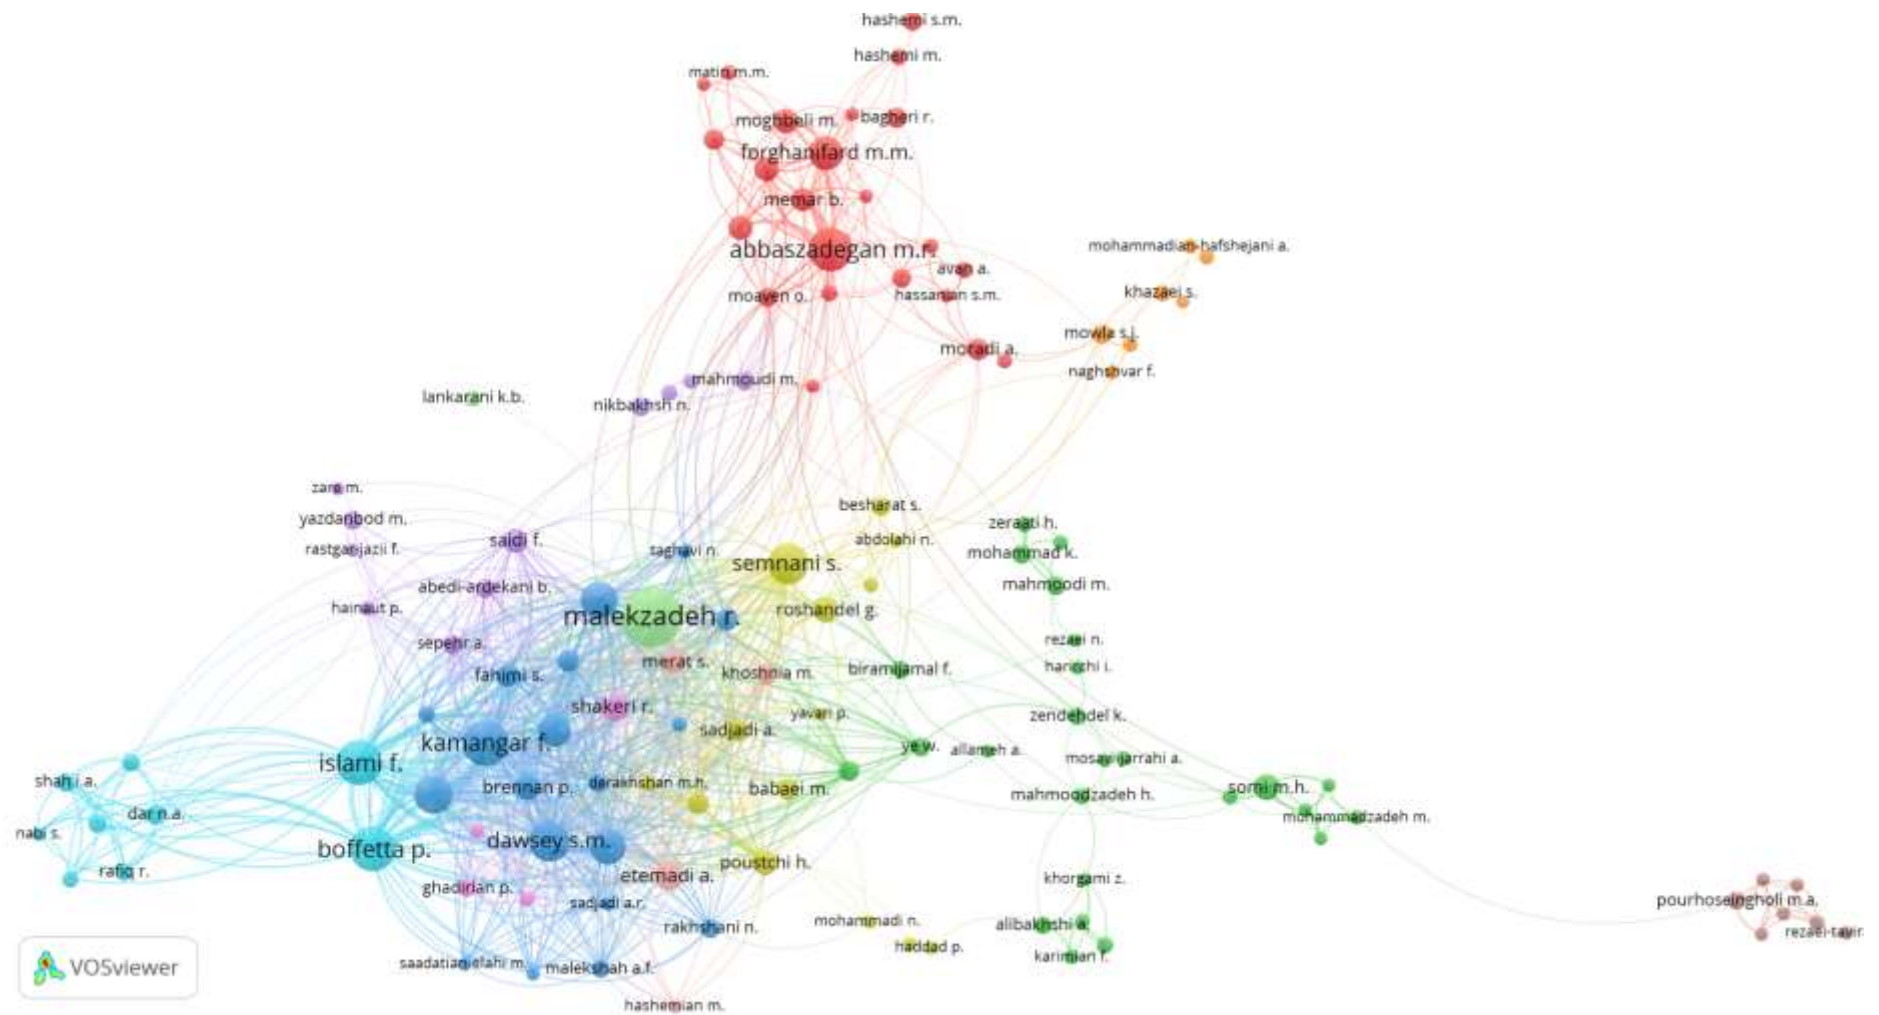 hashemi s.m.
hashemi m.
matin m.m.
moghbeli m.
bagheri r.
forghanifard m.m.
memar b.
abbaszadegan m.r.
mohammadian-hafshejani a.
avan a.
hassanian s.m.
moaven o.
khazaei s.
mowla s.j.
moradi a.
naghshvar f.
mahmoudi m.
lankarani k.b.
nikbakhsh n.
zare m.
besharat s.
yazdanbod m.
zeraati h.
saidi f.
abdolahi n.
rastgar-jazii f.
saghavi n.
mohammad k.
semnani s.
abedi-ardekani b.
mahmoodi m.
hainaut p.
malekzadeh r.
roshandel g.
sepehr a.
rezaei n.
merat s.
khoshnia m.
biramijamal f.
harirchi i.
fahimi s.
shakeri r.
yavari p.
zendehdel k.
sadjadi a.
kamangar f.
ye w.
allameh a.
mosavi-jarrahi a.
islami f.
shah i.a.
brennan p.
derakhshan m.h.
babaei m.
mahmoodzadeh h.
somi m.h.
dar n.a.
mohammadzadeh m.
nabi s.
dawsey s.m.
boffetta p.
poustchi h.
rafiq r.
etemadi a.
khorgami z.
ghadirian p.
sadjadi a.r.
pourhoseingholi m.a.
mohammadi n.
alibakhshi a.
rakhshani n.
rezaei-tavir
haddad p.
karimian f.
saadatian-elahi m.
malekshah a.f.
VOSviewer
hashemian m.